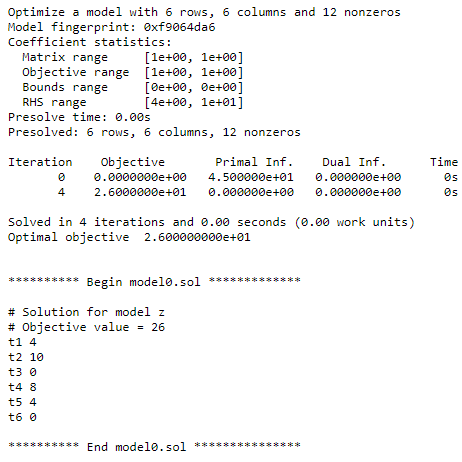 Optimize a model with 6 rows, 6 columns and 12 nonzeros
Model fingerprint: 0xf9064da6
Coefficient statistics:
  Matrix range     [1e+00, 1e+00]
  Objective range  [1e+00, 1e+00]
  Bounds range     [0e+00, 0e+00]
  RHS range        [4e+00, 1e+01]
Presolve time: 0.00s
Presolved: 6 rows, 6 columns, 12 nonzeros
Iteration    Objective       Primal Inf.    Dual Inf.      Time
       0    0.0000000e+00   4.500000e+01   0.000000e+00      0s
       4    2.6000000e+01   0.000000e+00   0.000000e+00      0s
Solved in 4 iterations and 0.00 seconds (0.00 work units)
Optimal objective  2.600000000e+01
********** Begin model0.sol *************
# Solution for model z
# Objective value = 26
t1 4
t2 10
t3 0
t4 8
t5 4
t6 0
********** End model0.sol ***************